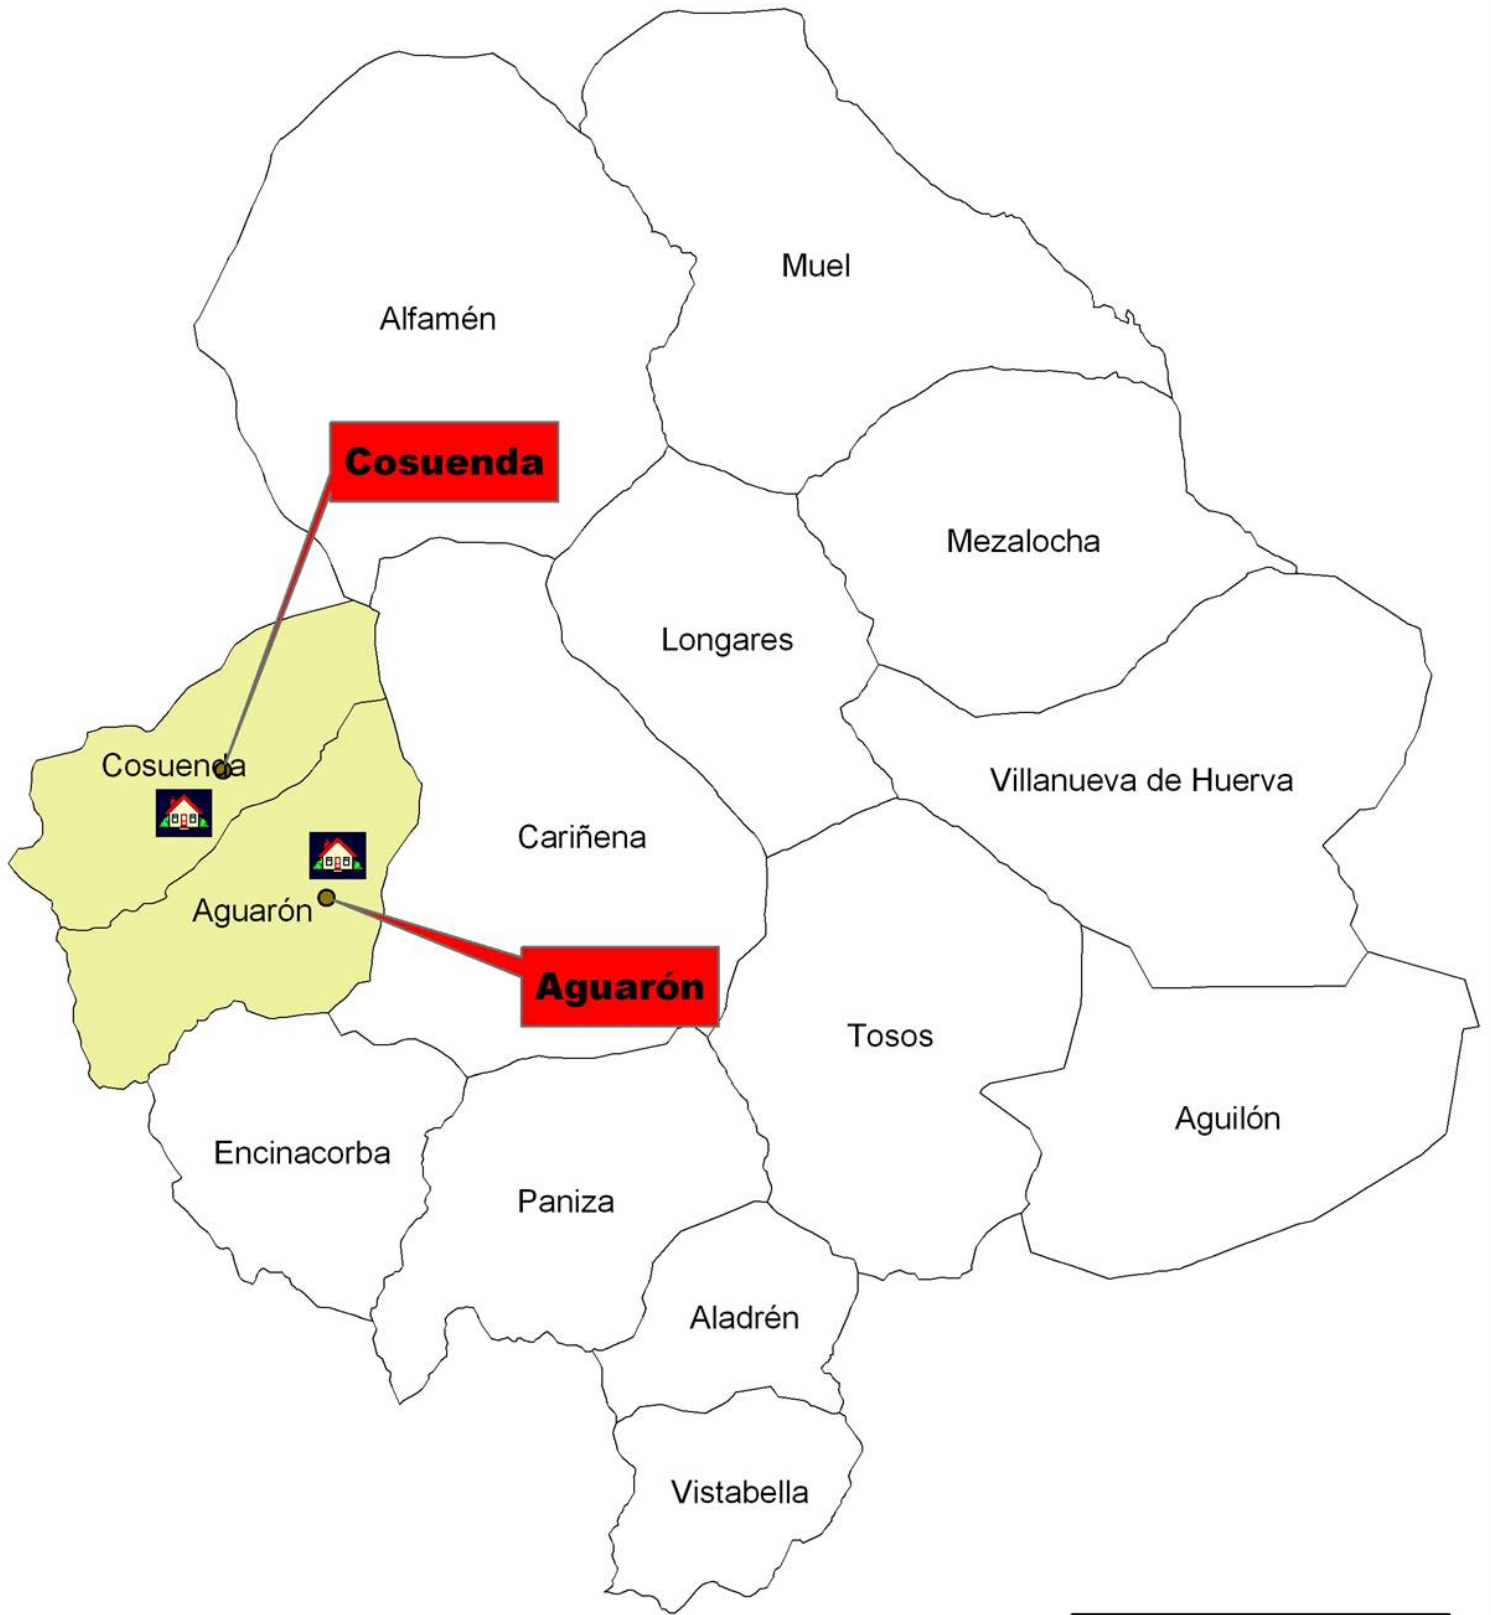 Muel
Alfamén
Cosuenda
Mezalocha
Longares
Cosuenda
Villanueva de Huerva
Cariñena
Aguarón
Aguarón
Tosos
Aguilón
Encinacorba
Paniza
Aladrén
Vistabella